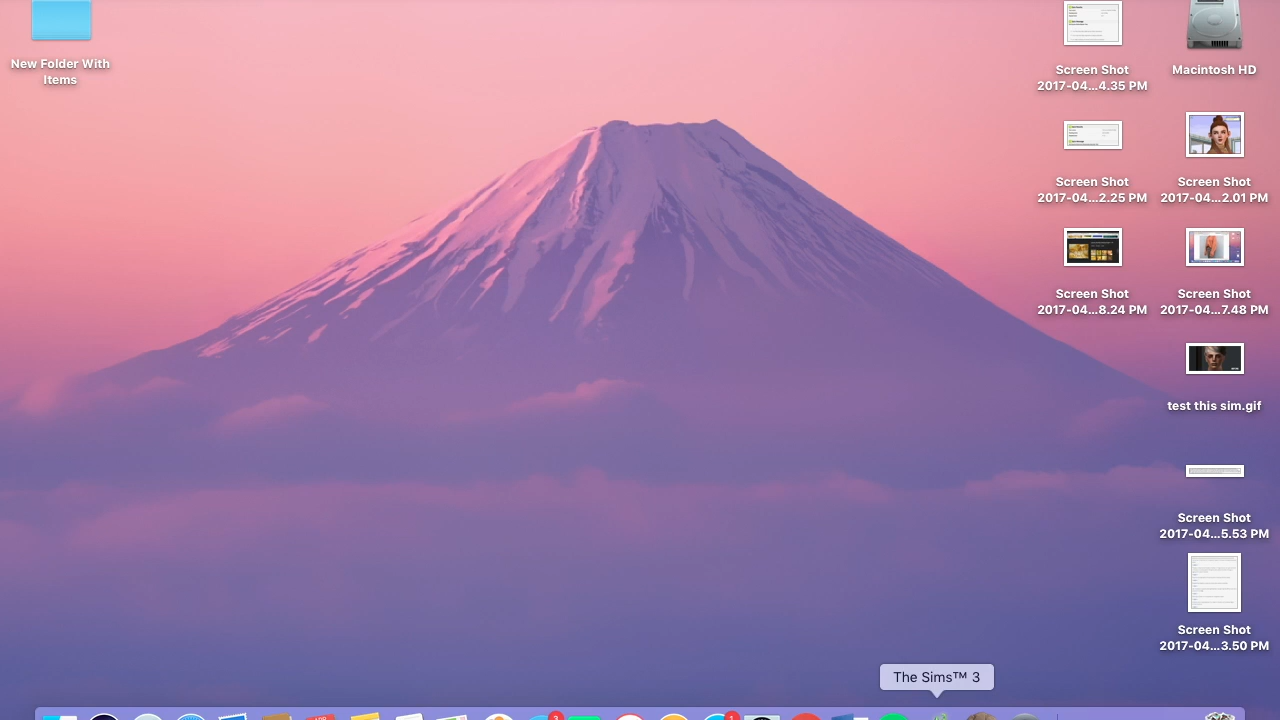 New Folder With
Items
Screen Shot
2017-04...4.35 PM
Macintosh HD
Screen Shot
2017-04...2.25 PM
Screen Shot
2017-04...2.01 PM
Screen Shot
2017-04...8.24 PM
Screen Shot
2017-04...7.48 PM
test this sim.gif
Screen Shot
2017-04...5.53 PM
Screen Shot
2017-04...3.50 PM
The Sims™ 3
3
1